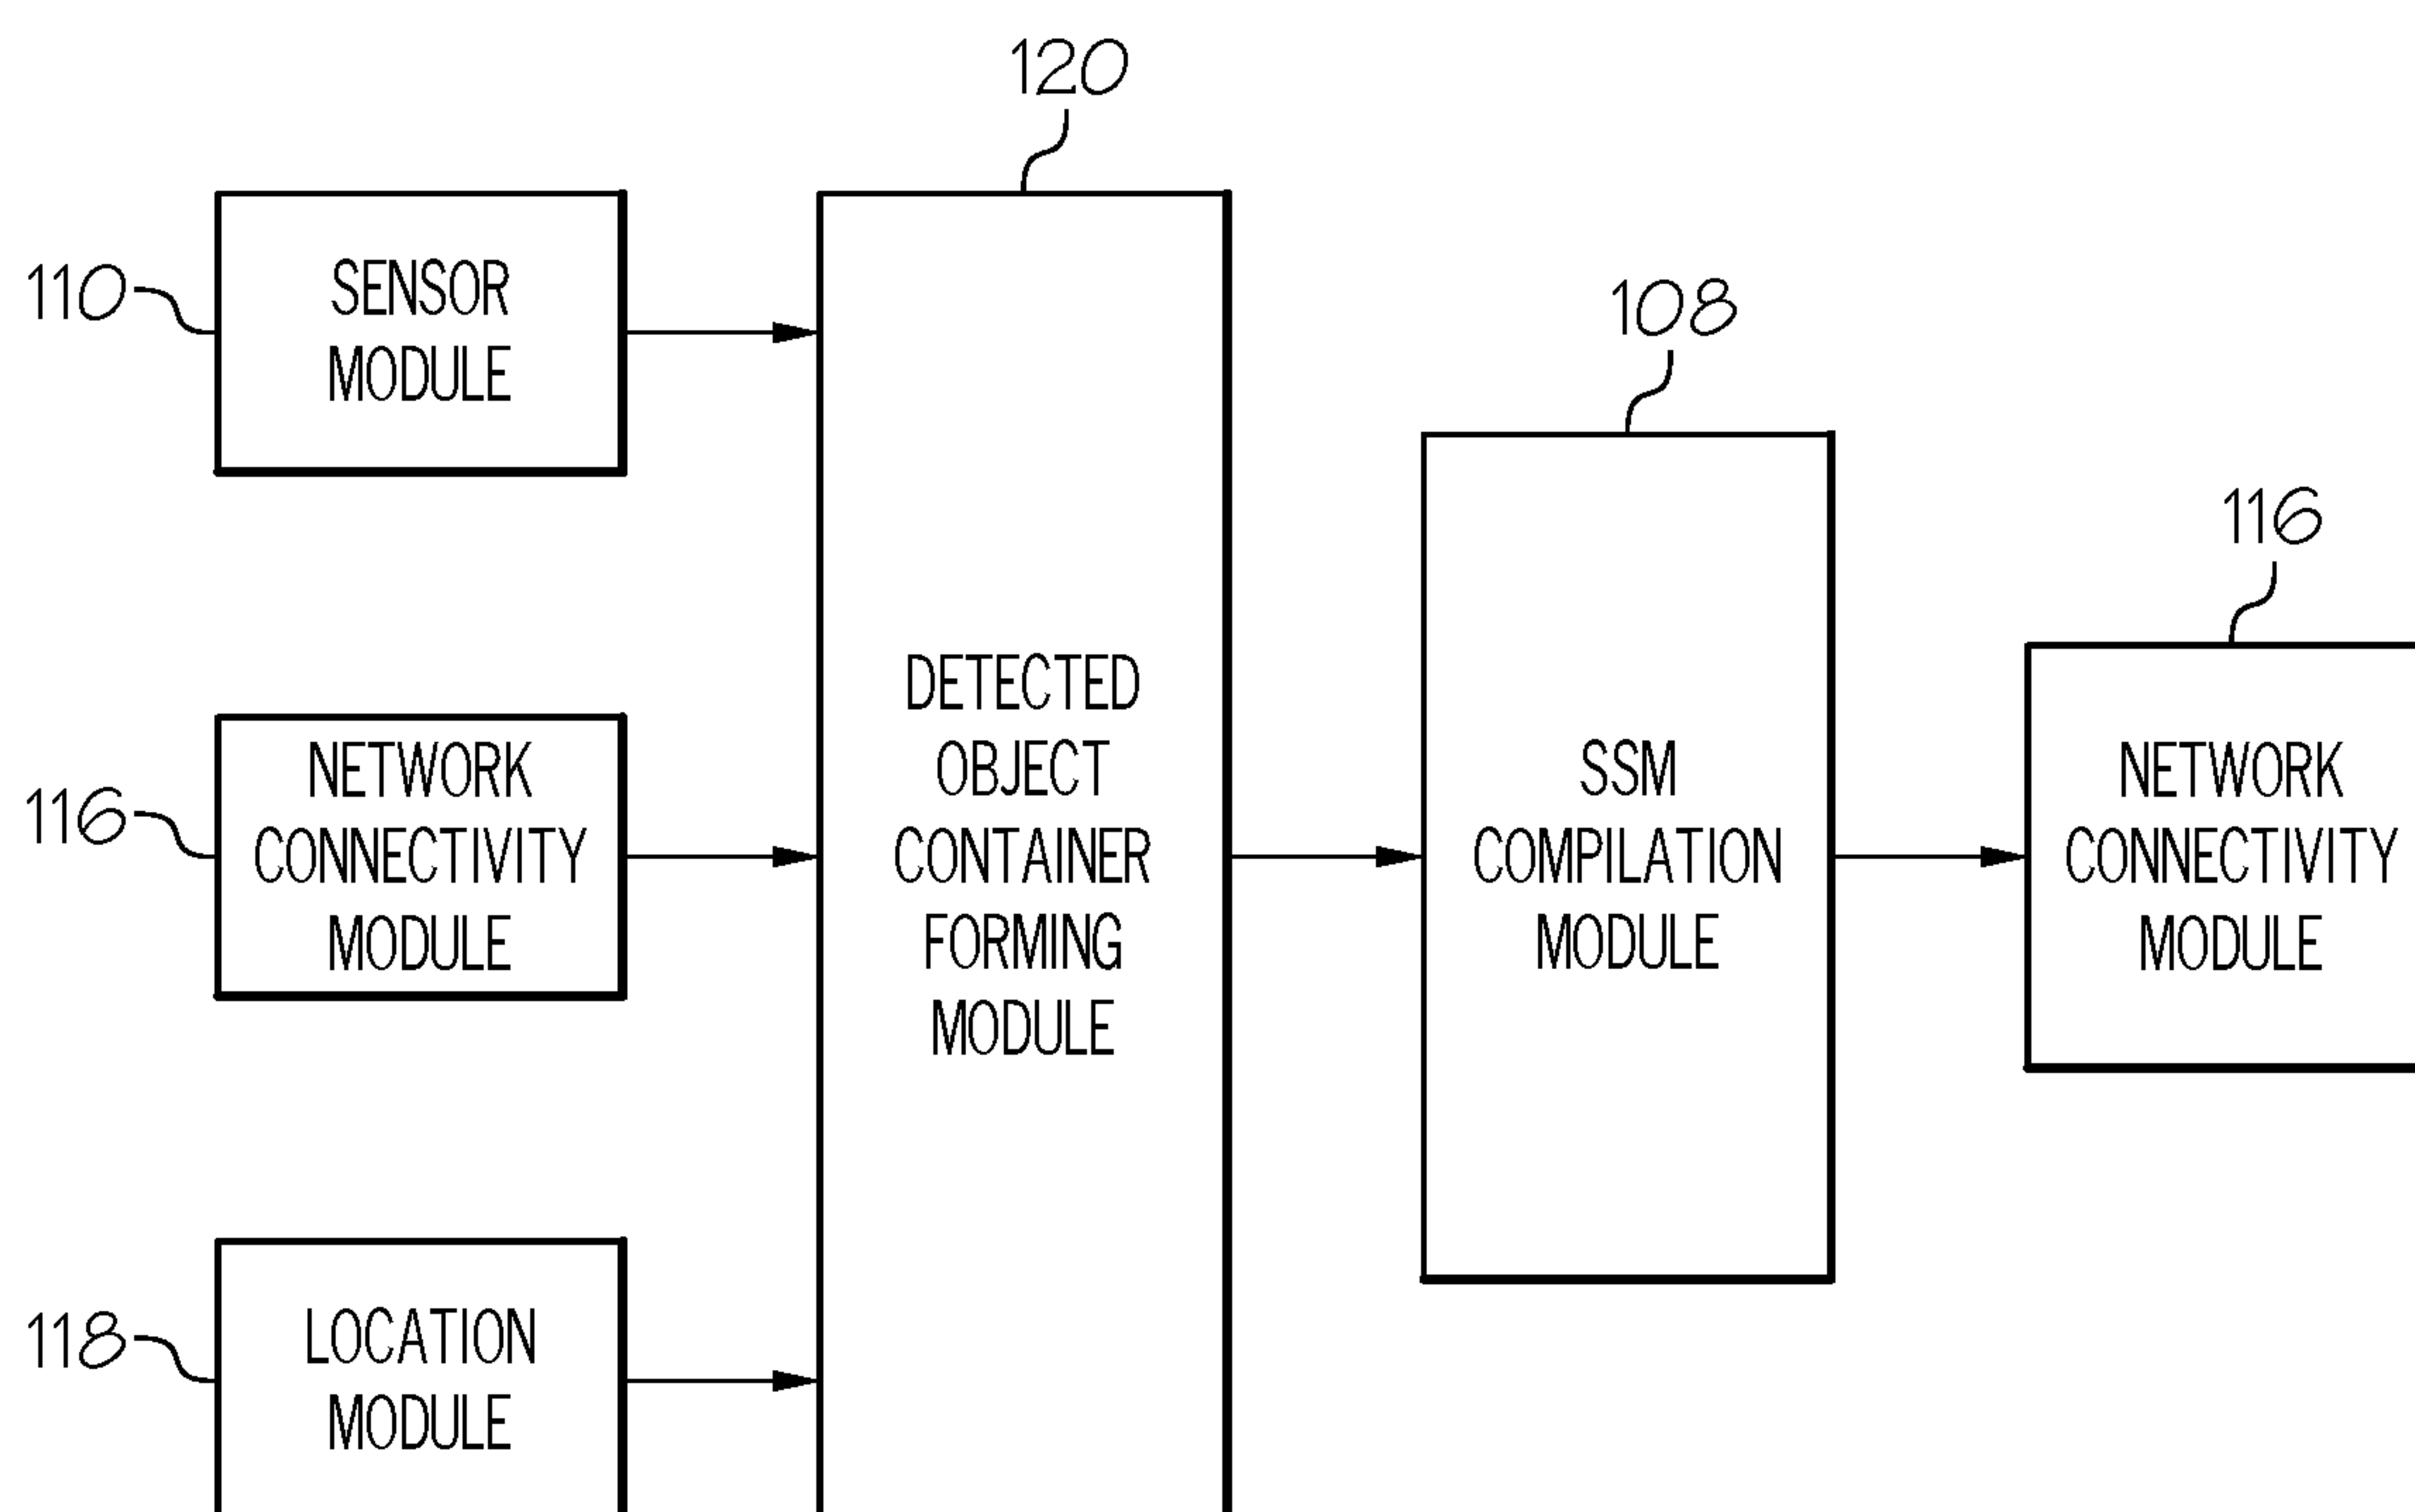 120
110
SENSOR
MODULE
108
116
116
NETWORK
CONNECTIVITY
MODULE
DETECTED
OBJECT
CONTAINER
FORMING
MODULE
SSM
COMPILATION
MODULE
NETWORK
CONNECTIVITY
MODULE
118
LOCATION
MODULE